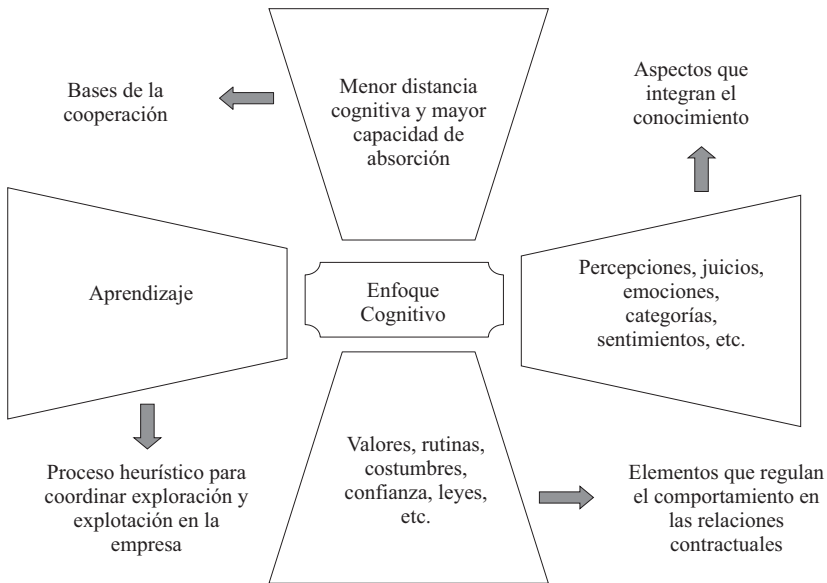 Bases de la
cooperación
Menor distancia
cognitiva y mayor
capacidad de
absorción
Aspectos que
integran el
conocimiento
Aprendizaje
Enfoque
Cognitivo
Percepciones, juicios,
emociones,
categorías,
sentimientos, etc.
Proceso heurístico para
coordinar exploración y
explotación en la
empresa
Valores, rutinas,
costumbres,
confianza, leyes,
etc.
Elementos que regulan
el comportamiento en
las relaciones
contractuales